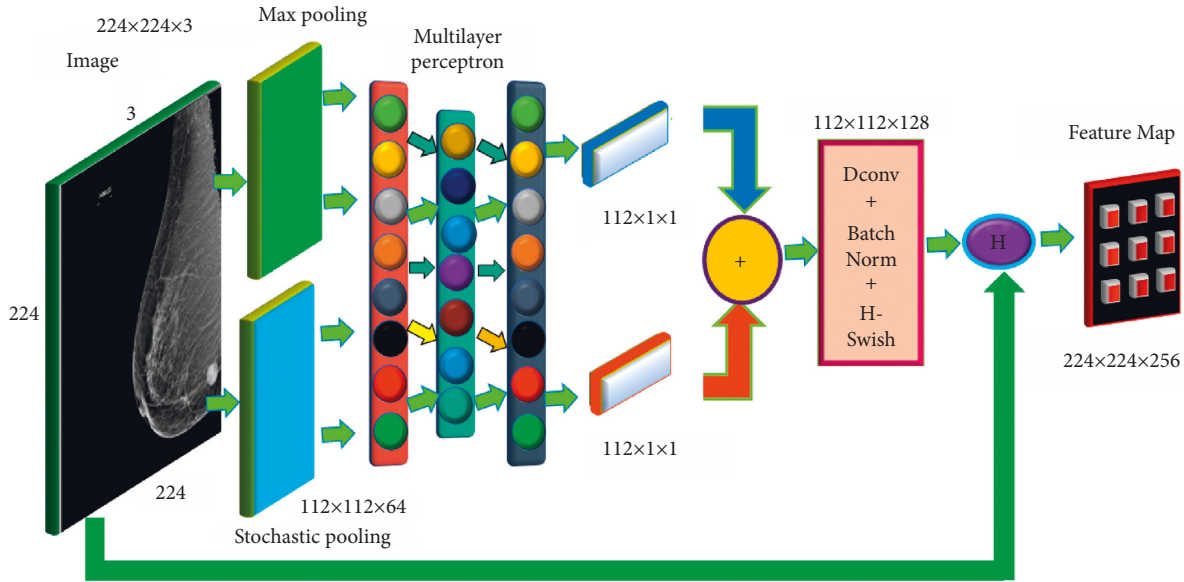 224×224×3
Image
3
224
224
Max pooling
112×112×64
Stochastic pooling
Multilayer
perceptron
112×1×1
112×1×1
+
112×112×128
Dconv
+
Batch
Norm
+
H-
Swish
H
Feature Map
224×224×256